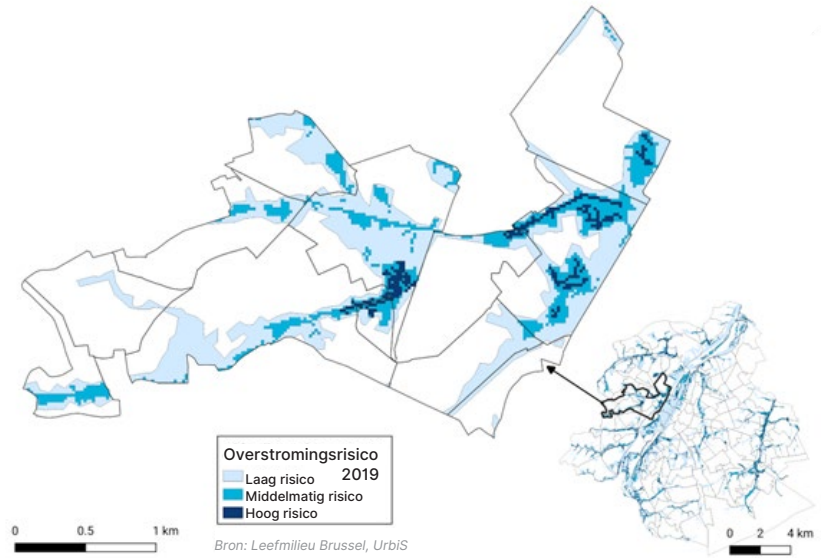 Overstromingsrisico
2019
Laag risico
Middelmatig risico
Hoog risico
0 0.5 1 km
Bron: Leefmilieu Brussel, UrbiS
0 2 4 km